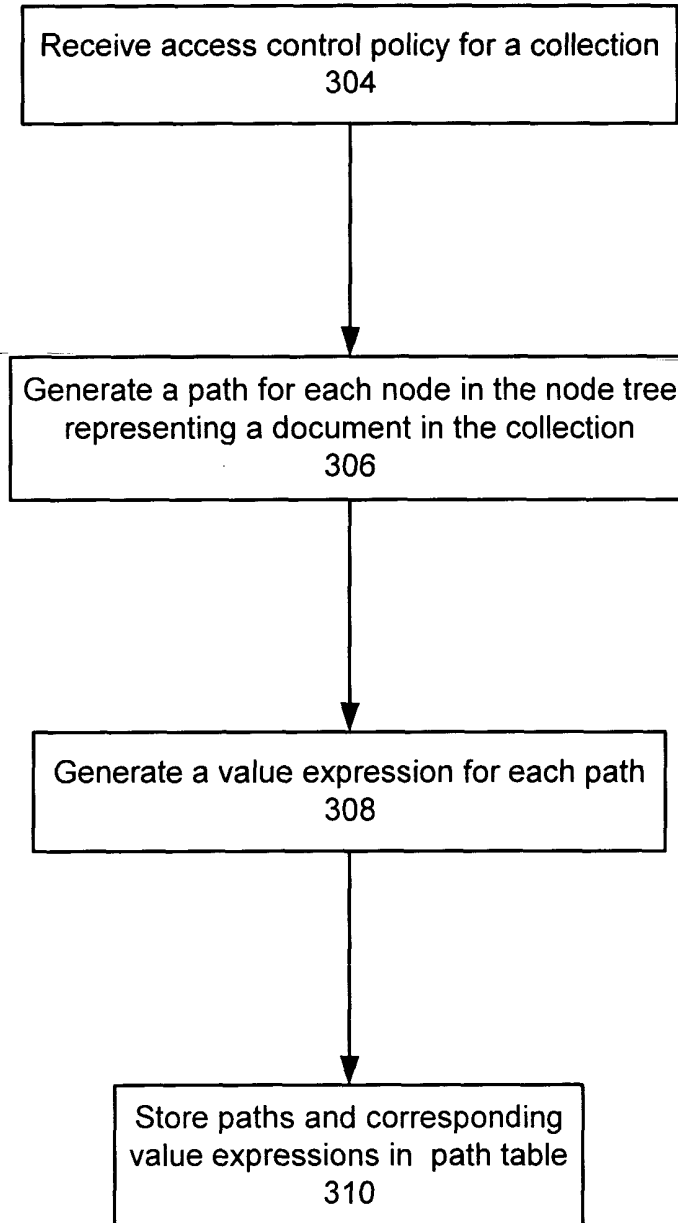 Receive access control policy for a collection
304
Generate a path for each node in the node tree
representing a document in the collection
306
Generate a value expression for each path
308
Store paths and corresponding
value expressions in path table
310